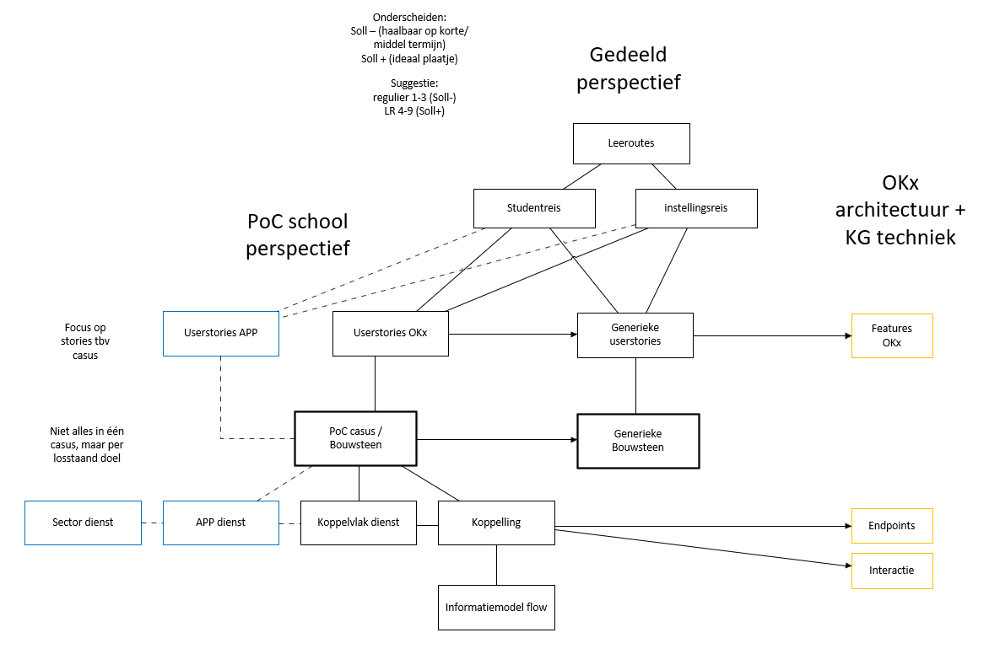 Onderscheiden:
Soll – (haalbaar op korte/
middel termijn)
Soll + (ideaal plaatje)
Suggestie:
regulier 1-3 (Soll-)
LR 4-9 (Soll+)
Gedeeld
perspectief
Leeroutes
Studentreis
instellingsreis
OKx
architectuur +
KG techniek
PoC school
perspectief
Focus op
stories tbv
casus
Userstories APP
Userstories OKx
Generieke
userstories
Features
OKx
Niet alles in één
casus, maar per
losstaand doel
PoC casus /
Bouwsteen
Generieke
Bouwsteen
Sector dienst
APP dienst
Koppelvlak dienst
Koppelling
Endpoints
Interactie
Informatiemodel flow